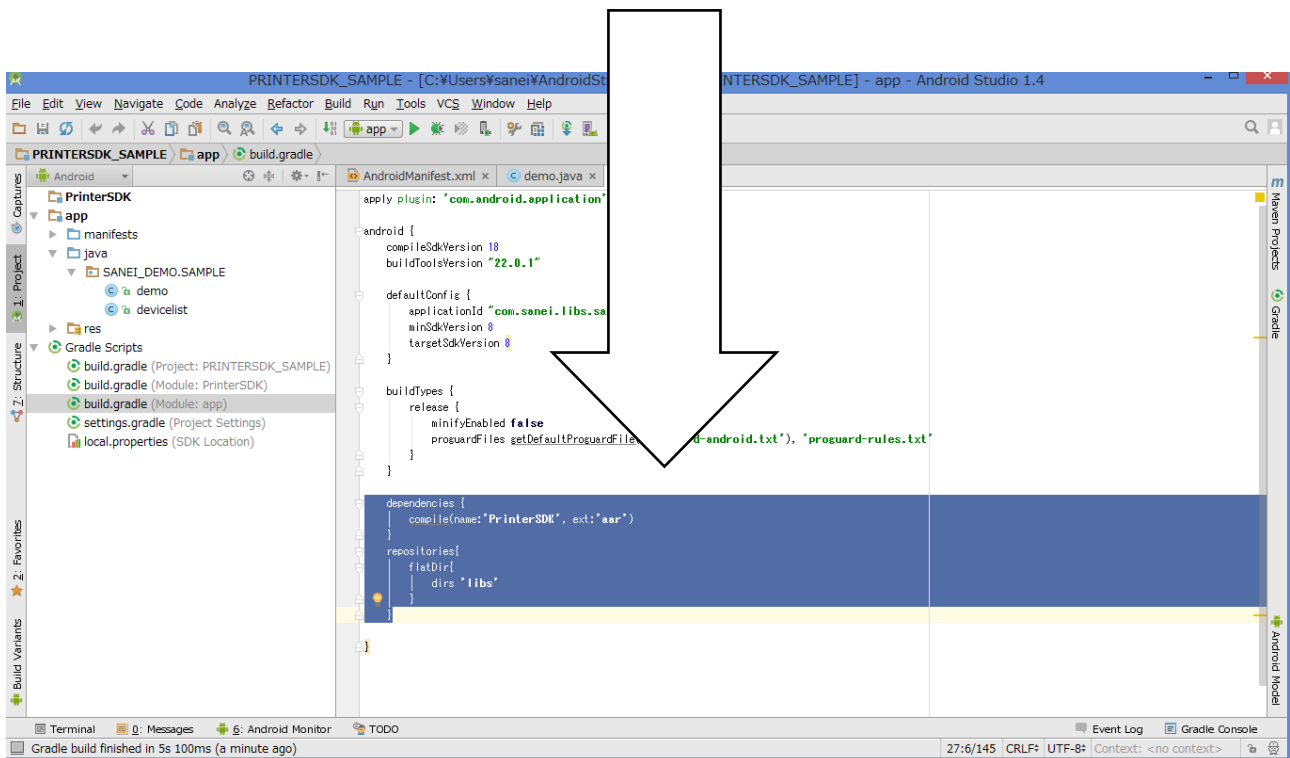 PRINTERSDK_SAMPLE - [C:¥Users¥sanei¥AndroidSt PRINTERSDK_SAMPLE] - app - Android Studio 1.4
File Edit View Navigate Code Analyze Refactor Build Run Tools VCS Window Help
app
PRINTERSDK_SAMPLE app build.gradle
Captures
1: Project
7: Structure
2: Favorites
Build Variants
Android
PrinterSDK
app
manifests
java
SANEI_DEMO.SAMPLE
demo
devicelist
res
Gradle Scripts
build.gradle (Project: PRINTERSDK_SAMPLE)
build.gradle (Module: PrinterSDK)
build.gradle (Module: app)
settings.gradle (Project Settings)
local.properties (SDK Location)
AndroidManifest.xml demo.java
apply plugin: 'com.android.application'
android {
compileSdkVersion 18
buildToolsVersion "22.0.1"
defaultConfig {
applicationId "com.sanei.libs.sa
minSdkVersion 8
targetSdkVersion 8
}
buildTypes {
release {
minifyEnabled false
proguardFiles getDefaultProguardFile( d-android.txt'), 'proguard-rules.txt'
}
}
dependencies {
compile(name:'PrinterSDK', ext:'aar')
}
repositories{
flatDir{
dirs 'libs'
}
}
}
Maven Projects
Gradle
Android Model
Terminal 0: Messages 6: Android Monitor TODO Event Log Gradle Console
Gradle build finished in 5s 100ms (a minute ago) 27:6/145 CRLF UTF-8 Context: <no context>